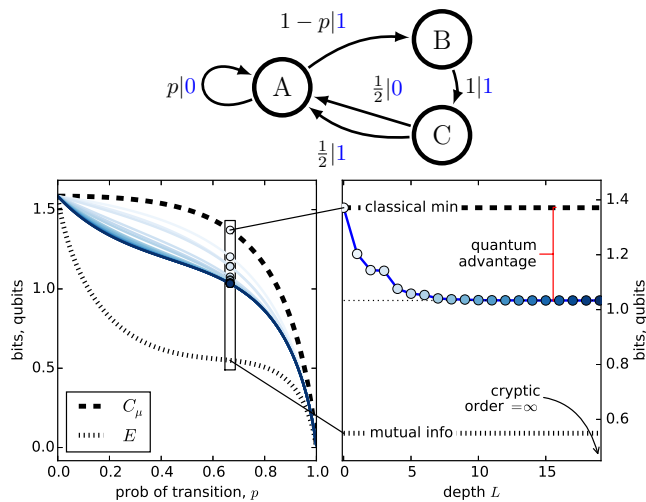 1 − p|1
B
p|0
A
½|0
1|1
C
½|1
bits, qubits
1.5
1.0
0.5
0.0
C_μ
E
0.0 0.2 0.4 0.6 0.8 1.0
prob of transition, p
classical min
quantum
advantage
cryptic
order =∞
mutual info
0 5 10 15
depth L
1.4
1.2
1.0
0.8
0.6
bits, qubits